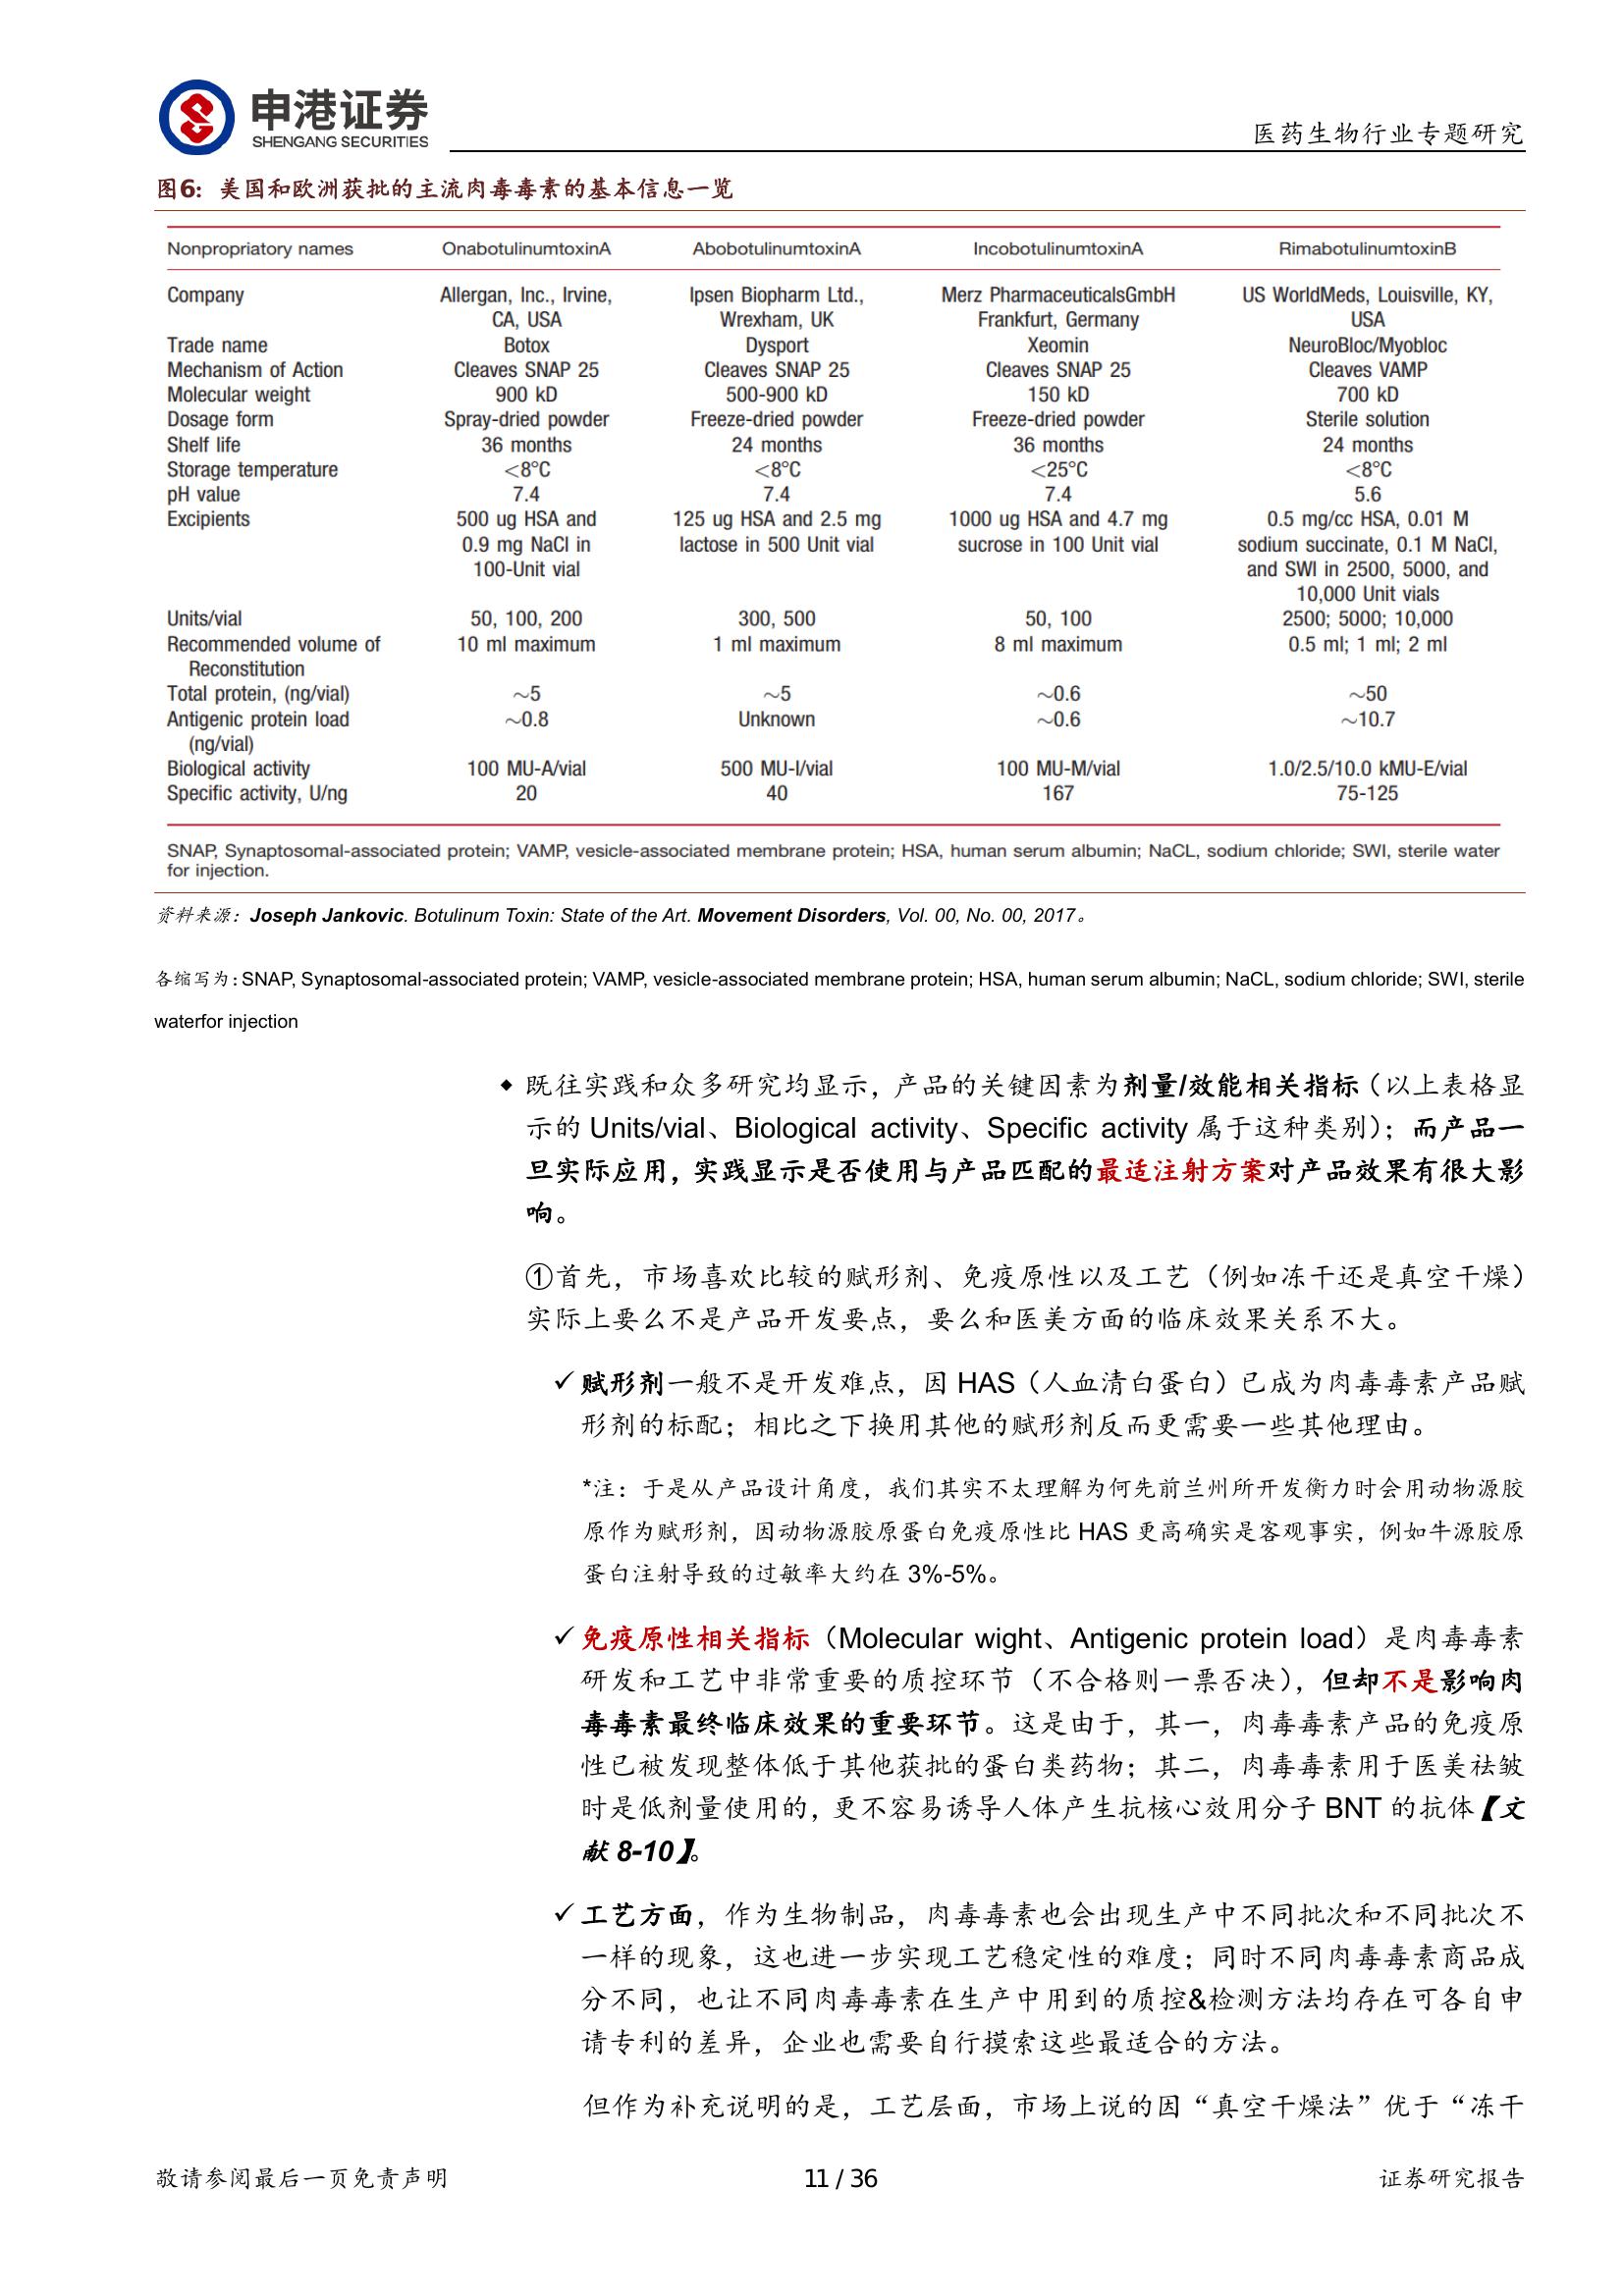 申港证券
SHENGANG SECURITIES
医药生物行业专题研究
图6: 美国和欧洲获批的主流肉毒毒素的基本信息一览
Nonpropriatory names OnabotulinumtoxinA AbobotulinumtoxinA IncobotulinumtoxinA RimabotulinumtoxinB
Company Allergan, Inc., Irvine, Ipsen Biopharm Ltd., Merz PharmaceuticalsGmbH US WorldMeds, Louisville, KY,
CA, USA Wrexham, UK Frankfurt, Germany USA
Trade name Botox Dysport Xeomin NeuroBloc/Myobloc
Mechanism of Action Cleaves SNAP 25 Cleaves SNAP 25 Cleaves SNAP 25 Cleaves VAMP
Molecular weight 900 kD 500-900 kD 150 kD 700 kD
Dosage form Spray-dried powder Freeze-dried powder Freeze-dried powder Sterile solution
Shelf life 36 months 24 months 36 months 24 months
Storage temperature <8°C <8°C <25°C <8°C
pH value 7.4 7.4 7.4 5.6
Excipients 500 ug HSA and 125 ug HSA and 2.5 mg 1000 ug HSA and 4.7 mg 0.5 mg/cc HSA, 0.01 M
0.9 mg NaCl in lactose in 500 Unit vial sucrose in 100 Unit vial sodium succinate, 0.1 M NaCl,
100-Unit vial and SWI in 2500, 5000, and
10,000 Unit vials
Units/vial 50, 100, 200 300, 500 50, 100 2500; 5000; 10,000
Recommended volume of 10 ml maximum 1 ml maximum 8 ml maximum 0.5 ml; 1 ml; 2 ml
Reconstitution
Total protein, (ng/vial) ~5 ~5 ~0.6 ~50
Antigenic protein load ~0.8 Unknown ~0.6 ~10.7
(ng/vial)
Biological activity 100 MU-A/vial 500 MU-I/vial 100 MU-M/vial 1.0/2.5/10.0 kMU-E/vial
Specific activity, U/ng 20 40 167 75-125
SNAP, Synaptosomal-associated protein; VAMP, vesicle-associated membrane protein; HSA, human serum albumin; NaCL, sodium chloride; SWI, sterile water
for injection.
资料来源：Joseph Jankovic. Botulinum Toxin: State of the Art. Movement Disorders, Vol. 00, No. 00, 2017。
各缩写为：SNAP, Synaptosomal-associated protein; VAMP, vesicle-associated membrane protein; HSA, human serum albumin; NaCL, sodium chloride; SWI, sterile
waterfor injection
◆ 既往实践和众多研究均显示，产品的关键因素为剂量/效能相关指标（以上表格显
示的 Units/vial、Biological activity、Specific activity 属于这种类别）；而产品一
旦实际应用，实践显示是否使用与产品匹配的最适注射方案对产品效果有很大影
响。
①首先，市场喜欢比较的赋形剂、免疫原性以及工艺（例如冻干还是真空干燥）
实际上要么不是产品开发要点，要么和医美方面的临床效果关系不大。
✓ 赋形剂一般不是开发难点，因 HAS（人血清白蛋白）已成为肉毒毒素产品赋
形剂的标配；相比之下换用其他的赋形剂反而更需要一些其他理由。
*注：于是从产品设计角度，我们其实不太理解为何先前兰州所开发衡力时会用动物源胶
原作为赋形剂，因动物源胶原蛋白免疫原性比 HAS 更高确实是客观事实，例如牛源胶原
蛋白注射导致的过敏率大约在 3%-5%。
✓ 免疫原性相关指标（Molecular wight、Antigenic protein load）是肉毒毒素
研发和工艺中非常重要的质控环节（不合格则一票否决），但却不是影响肉
毒毒素最终临床效果的重要环节。这是由于，其一，肉毒毒素产品的免疫原
性已被发现整体低于其他获批的蛋白类药物；其二，肉毒毒素用于医美祛皱
时是低剂量使用的，更不容易诱导人体产生抗核心效用分子 BNT 的抗体【文
献 8-10】。
✓ 工艺方面，作为生物制品，肉毒毒素也会出现生产中不同批次和不同批次不
一样的现象，这也进一步实现工艺稳定性的难度；同时不同肉毒毒素商品成
分不同，也让不同肉毒毒素在生产中用到的质控&检测方法均存在可各自申
请专利的差异，企业也需要自行摸索这些最适合的方法。
但作为补充说明的是，工艺层面，市场上说的因“真空干燥法”优于“冻干
敬请参阅最后一页免责声明 11 / 36 证券研究报告